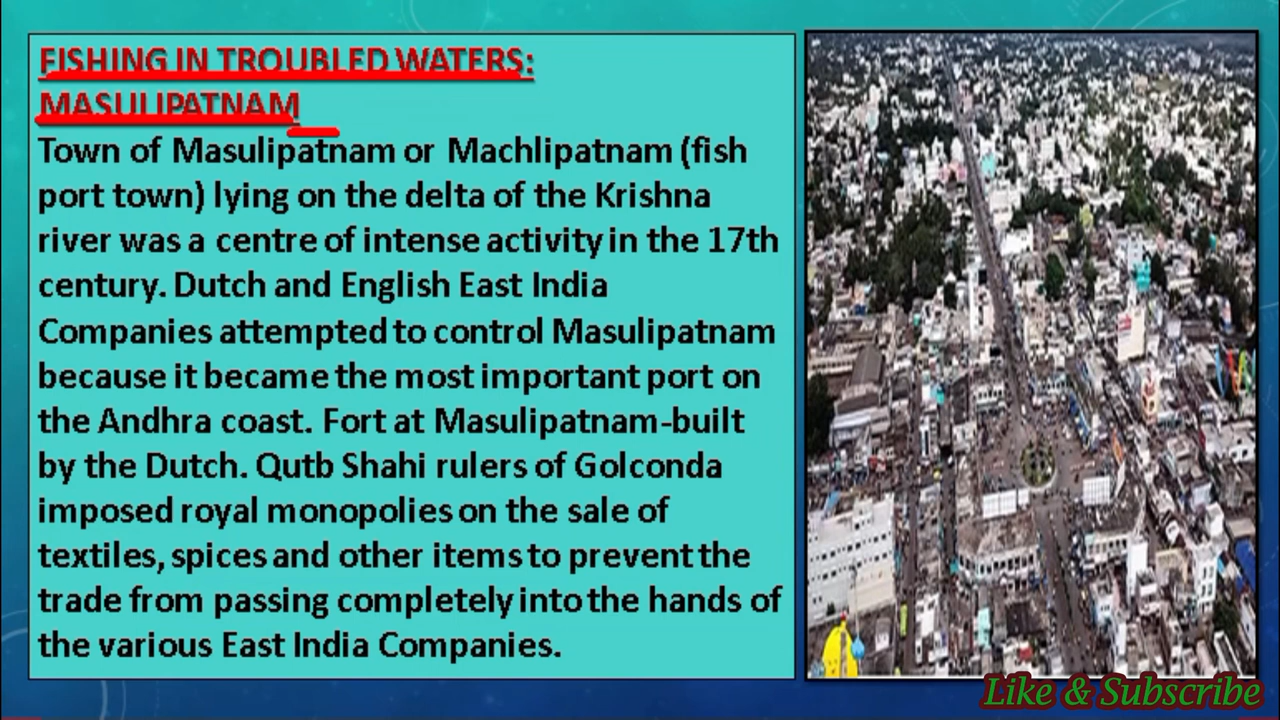 FISHING IN TROUBLED WATERS:
MASULIPATNAM
Town of Masulipatnam or Machlipatnam (fish
port town) lying on the delta of the Krishna
river was a centre of intense activity in the 17th
century. Dutch and English East India
Companies attempted to control Masulipatnam
because it became the most important port on
the Andhra coast. Fort at Masulipatnam-built
by the Dutch. Qutb Shahi rulers of Golconda
imposed royal monopolies on the sale of
textiles, spices and other items to prevent the
trade from passing completely into the hands of
the various East India Companies.
Like & Subscribe